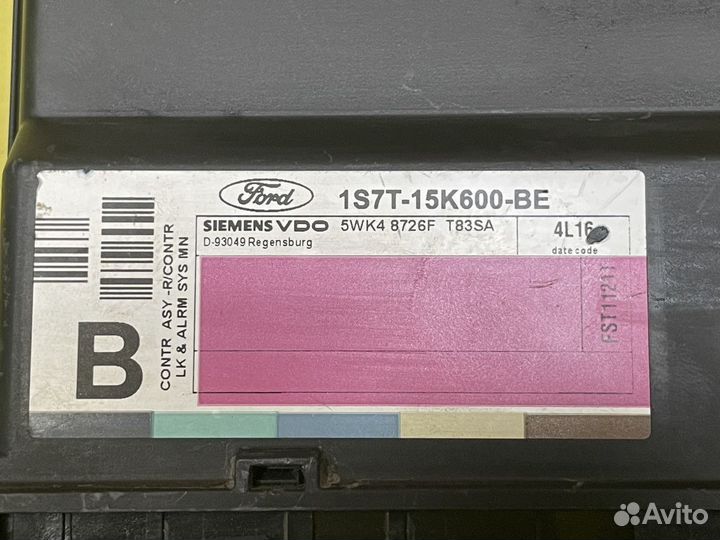 Ford
1S7T-15K600-BE
SIEMENS VDO 5WK4 8726F T83SA
D-93049 Regensburg
4L16
date code
CONTR ASY -R/CONTR
LK & ALRM SYS MN
B
FST11211
Avito